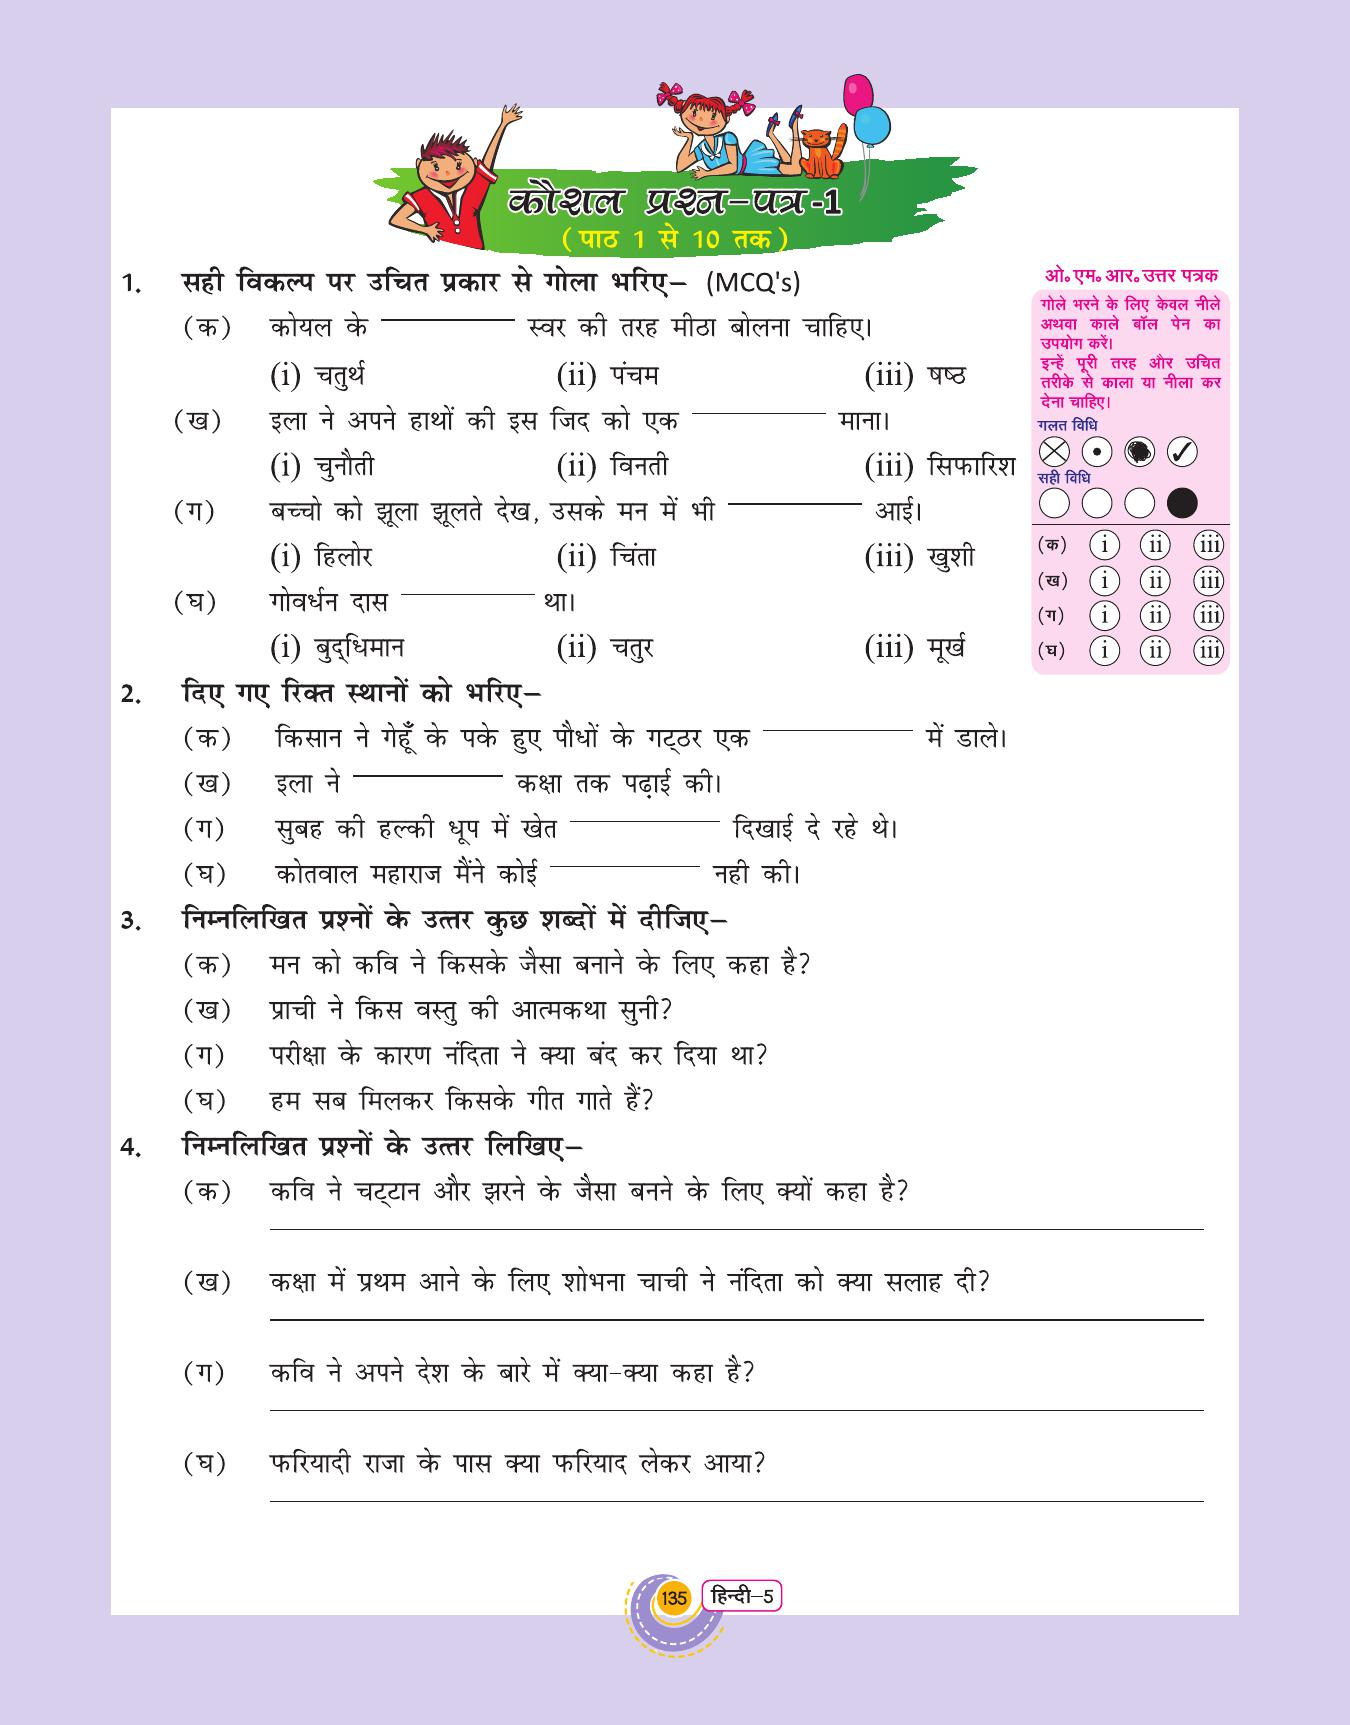 कौशल प्रश्न-पत्र -1
( पाठ 1 से 10 तक )
1. सही विकल्प पर उचित प्रकार से गोला भरिए– (MCQ's)
(क) कोयल के ________ स्वर की तरह मीठा बोलना चाहिए।
(i) चतुर्थ (ii) पंचम (iii) षष्ठ
(ख) इला ने अपने हाथों की इस जिद को एक ________ माना।
(i) चुनौती (ii) विनती (iii) सिफारिश
(ग) बच्चो को झूला झूलते देख, उसके मन में भी ________ आई।
(i) हिलोर (ii) चिंता (iii) खुशी
(घ) गोवर्धन दास ________ था।
(i) बुद्‌धिमान (ii) चतुर (iii) मूर्ख
ओ॰ एम॰ आर॰ उत्तर पत्रक
गोले भरने के लिए केवल नीले
अथवा काले बॉल पेन का
उपयोग करें।
इन्हें पूरी तरह और उचित
तरीके से काला या नीला कर
देना चाहिए।
गलत विधि
सही विधि
(क) i ii iii
(ख) i ii iii
(ग) i ii iii
(घ) i ii iii
2. दिए गए रिक्त स्थानों को भरिए–
(क) किसान ने गेहूँ के पके हुए पौधों के गट्‌ठर एक ________ में डाले।
(ख) इला ने ________ कक्षा तक पढ़ाई की।
(ग) सुबह की हल्की धूप में खेत ________ दिखाई दे रहे थे।
(घ) कोतवाल महाराज मैंने कोई ________ नही की।
3. निम्नलिखित प्रश्नों के उत्तर कुछ शब्दों में दीजिए–
(क) मन को कवि ने किसके जैसा बनाने के लिए कहा है?
(ख) प्राची ने किस वस्तु की आत्मकथा सुनी?
(ग) परीक्षा के कारण नंदिता ने क्या बंद कर दिया था?
(घ) हम सब मिलकर किसके गीत गाते हैं?
4. निम्नलिखित प्रश्नों के उत्तर लिखिए–
(क) कवि ने चट्‌टान और झरने के जैसा बनने के लिए क्यों कहा है?
(ख) कक्षा में प्रथम आने के लिए शोभना चाची ने नंदिता को क्या सलाह दी?
(ग) कवि ने अपने देश के बारे में क्या-क्या कहा है?
(घ) फरियादी राजा के पास क्या फरियाद लेकर आया?
135 हिन्दी–5